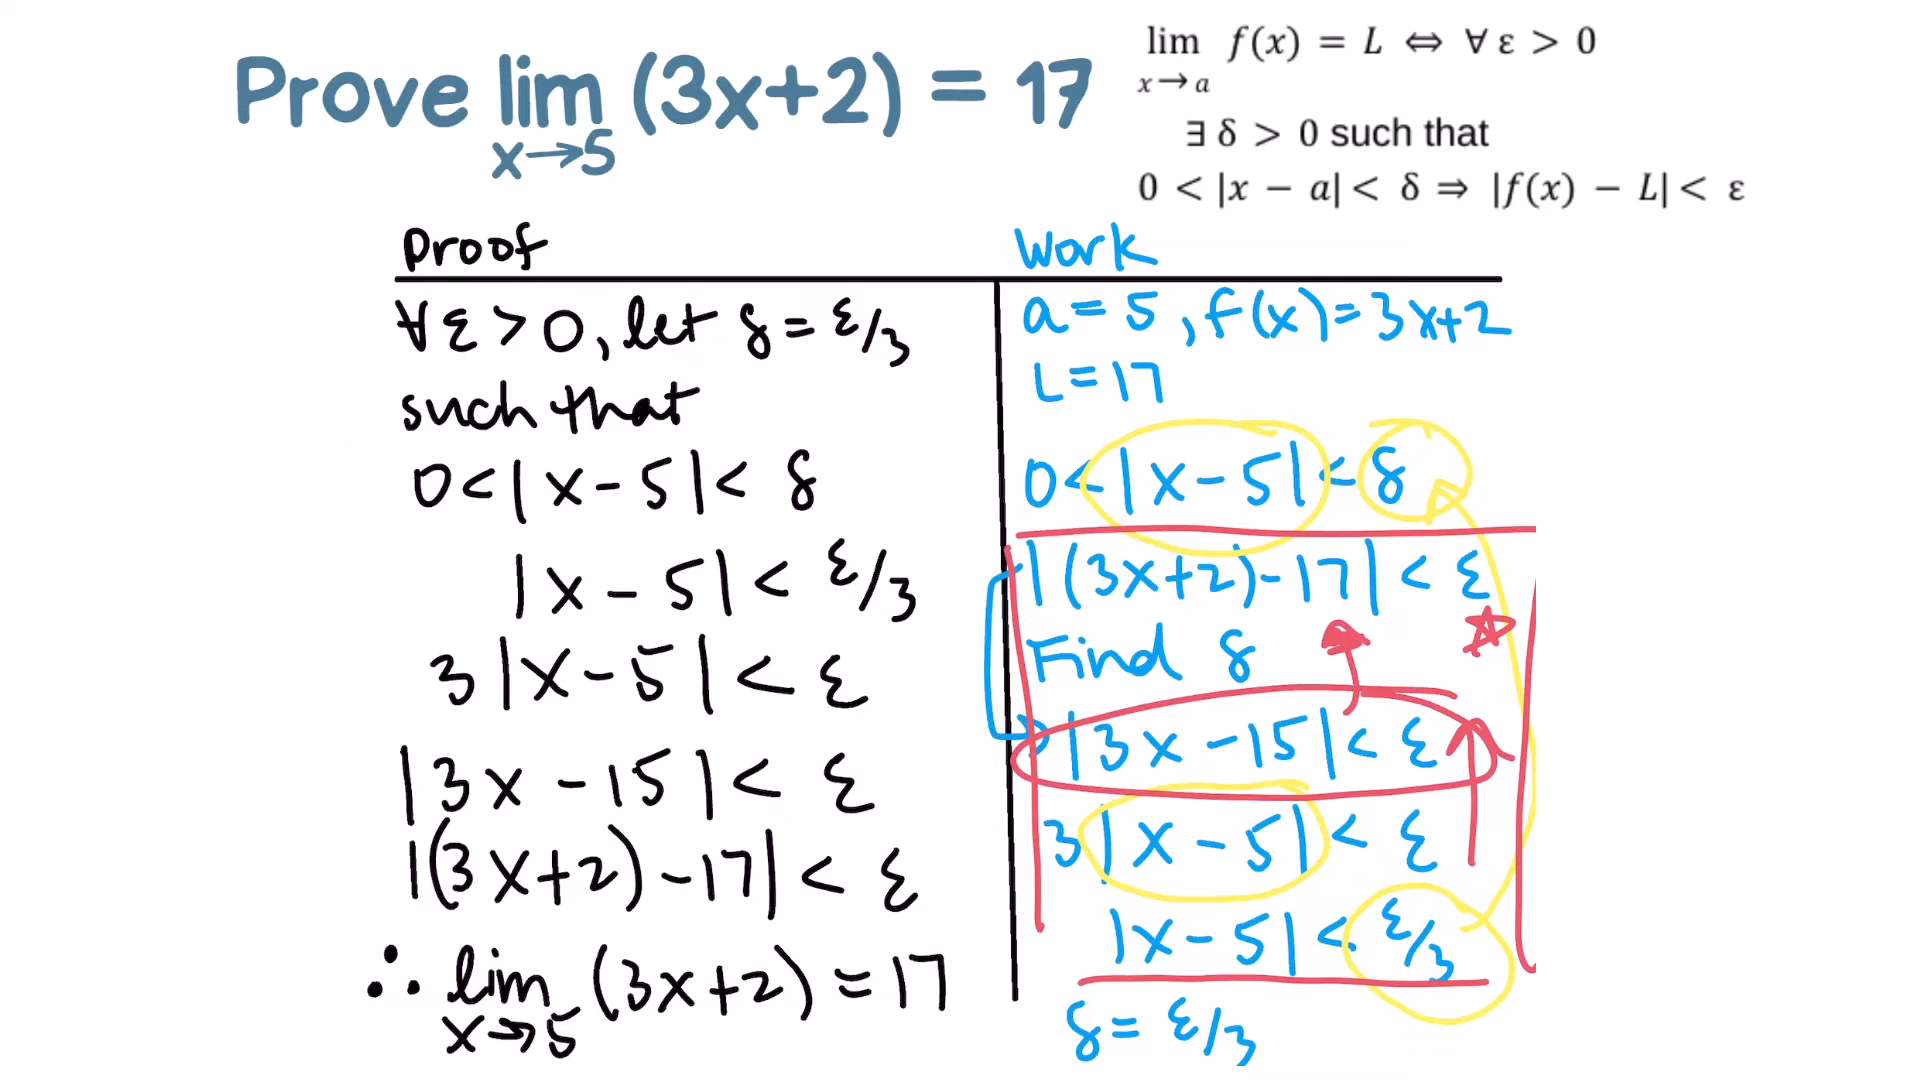 Prove lim (3x+2) = 17
x→5
lim f(x) = L ⇔ ∀ ε > 0
x→a
∃ δ > 0 such that
0 < |x − a| < δ ⇒ |f(x) − L| < ε
Proof
∀ε > 0, let δ = ε/3
such that
0 < |x - 5| < δ
|x - 5| < ε/3
3|x - 5| < ε
|3x - 15| < ε
|(3x+2) - 17| < ε
∴ lim (3x+2) = 17
x→5
Work
a = 5, f(x) = 3x+2
L = 17
0 < |x - 5| < δ
|(3x+2) - 17| < ε
Find δ
|3x - 15| < ε
3|x - 5| < ε
|x - 5| < ε/3
δ = ε/3